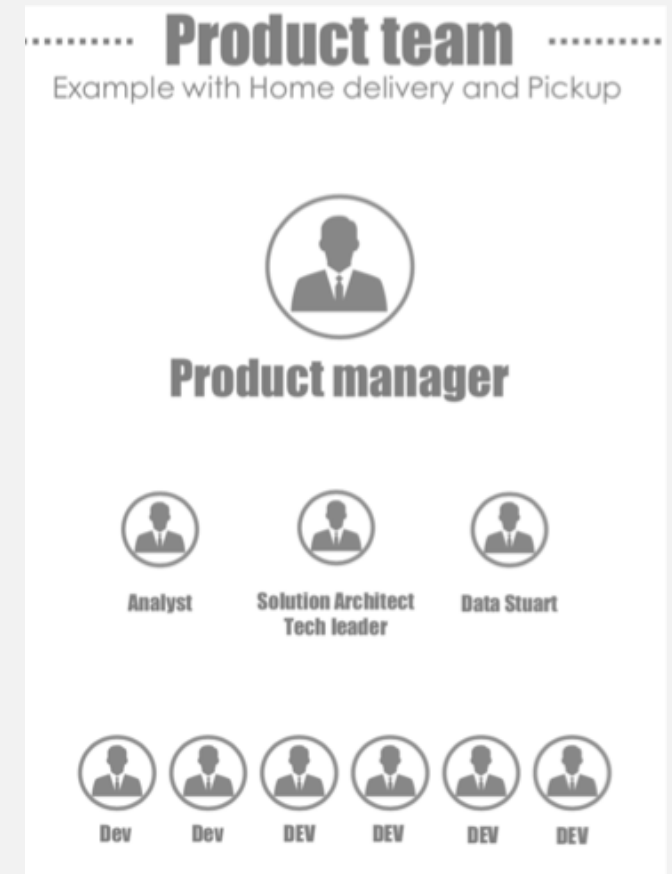 Product team
Example with Home delivery and Pickup
Product manager
Analyst
Solution Architect
Tech leader
Data Stuart
Dev
Dev
DEV
DEV
DEV
DEV